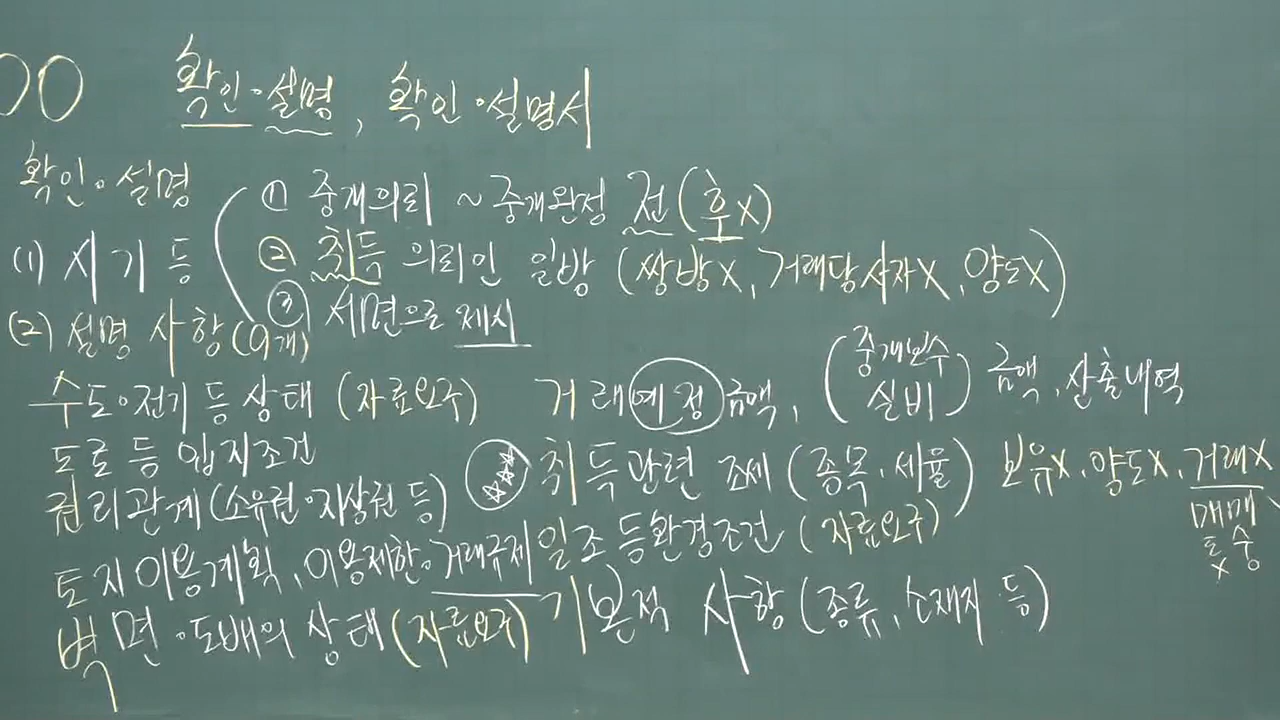 확인·설명, 확인·설명서
확인·설명
(1) 시기 등
① 중개의뢰 ~ 중개완정 전 (후X)
② 취득 의뢰인 일방 (쌍방X, 거래당사자X, 양도X)
③ 서면으로 제시
(2) 설명 사항 (9개)
수도·전기 등 상태 (자료요구)
도로 등 입지조건
권리관계 (소유권·지상권 등)
토지이용계획, 이용제한·거래규제
벽면·도배의 상태 (자료요구)
거래예정금액, (중개보수 실비) 금액, 산출내역
취득관련 조세 (종목·세율) 보유X, 양도X, 거래X
매매
일조 등 환경조건 (자료요구)
기본적 사항 (종류, 소재지 등)